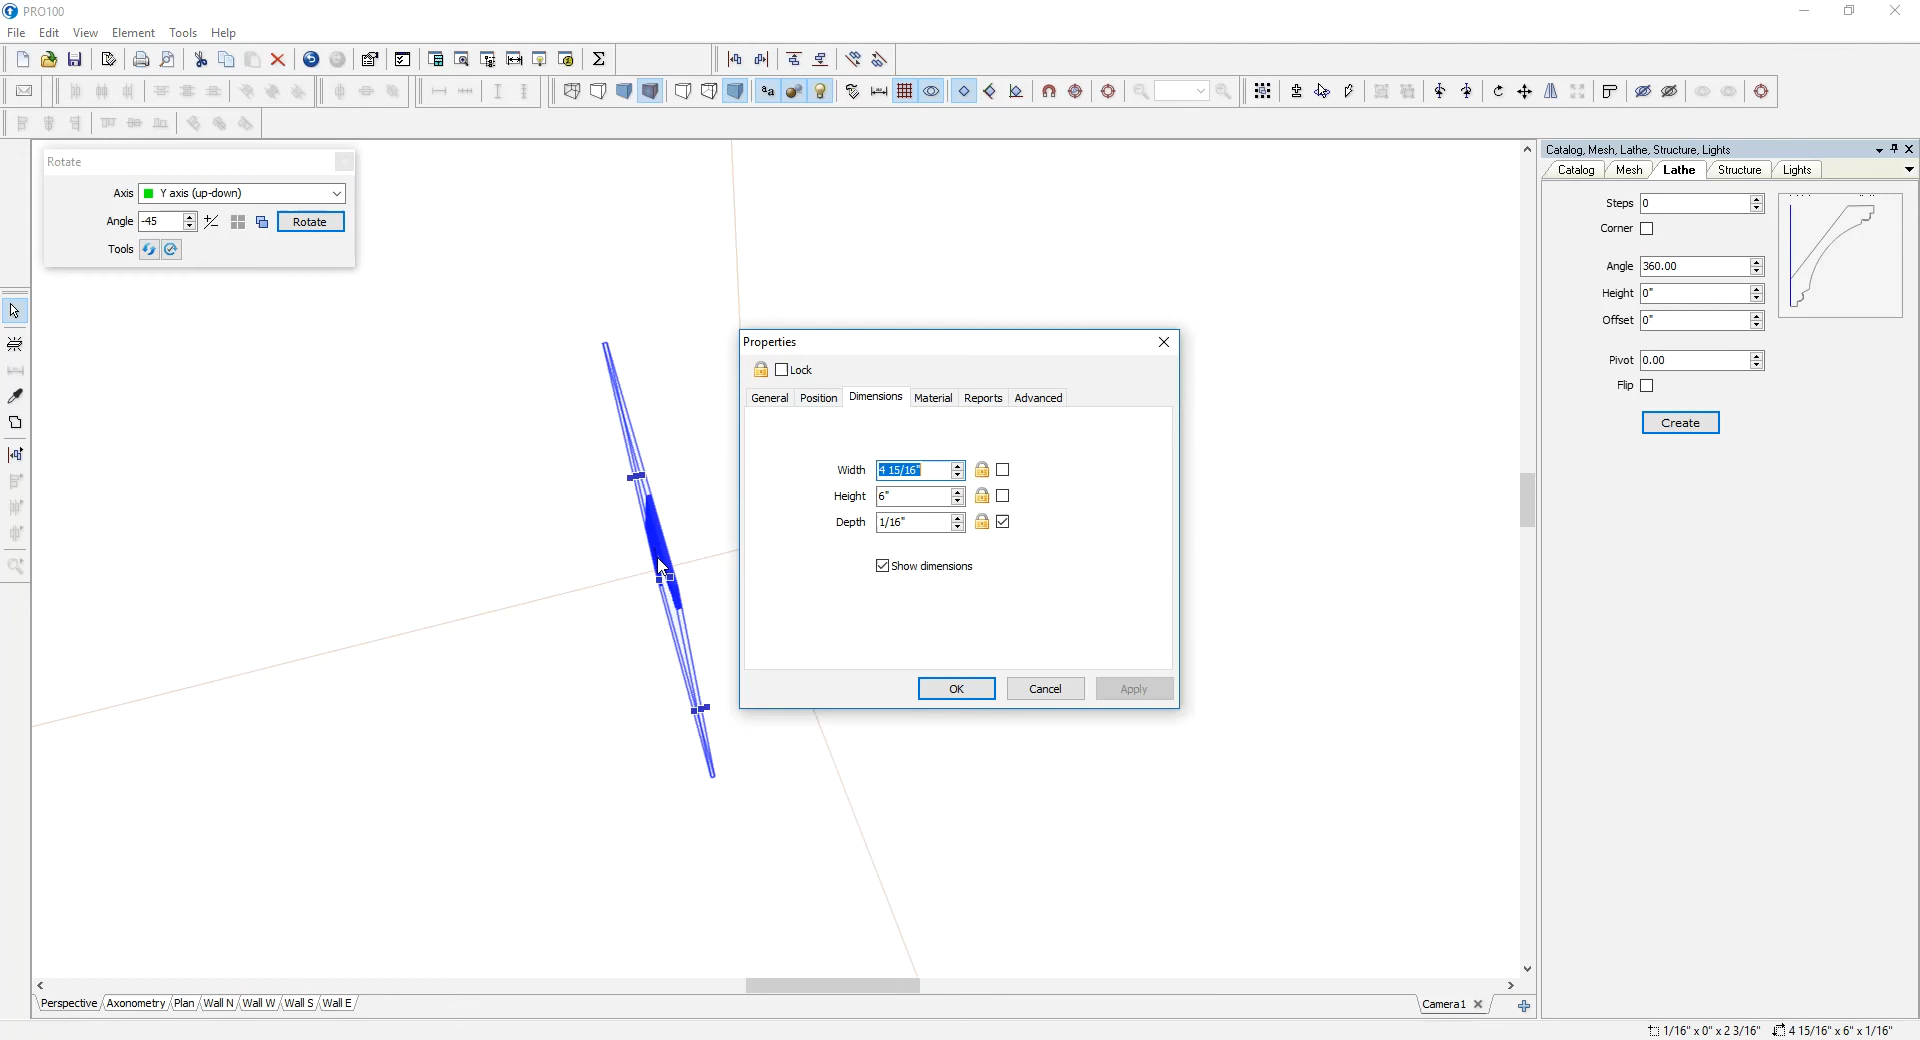 PRO100
File Edit View Element Tools Help
Rotate
Axis Y axis (up-down)
Angle -45 Rotate
Tools
Properties
Lock
General Position Dimensions Material Reports Advanced
Width 4 15/16"
Height 6"
Depth 1/16"
Show dimensions
OK Cancel Apply
Catalog, Mesh, Lathe, Structure, Lights
Catalog Mesh Lathe Structure Lights
Steps 0
Corner
Angle 360.00
Height 0"
Offset 0"
Pivot 0.00
Flip
Create
Perspective Axonometry Plan Wall N Wall W Wall S Wall E
Camera1
1/16" x 0" x 2 3/16" 4 15/16" x 6" x 1/16"